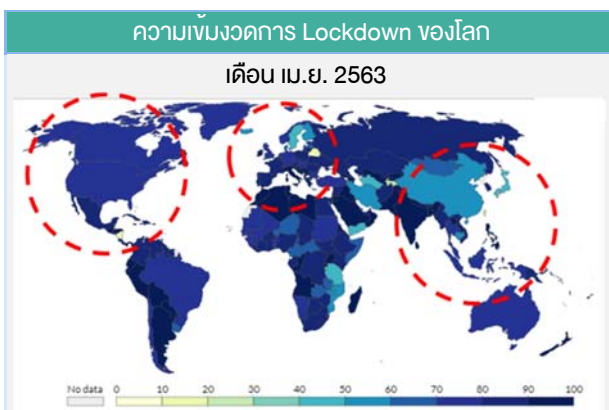 ความเข้มงวดการ Lockdown ของโลก
เดือน เม.ย. 2563
No data 0 10 20 30 40 50 60 70 80 90 100